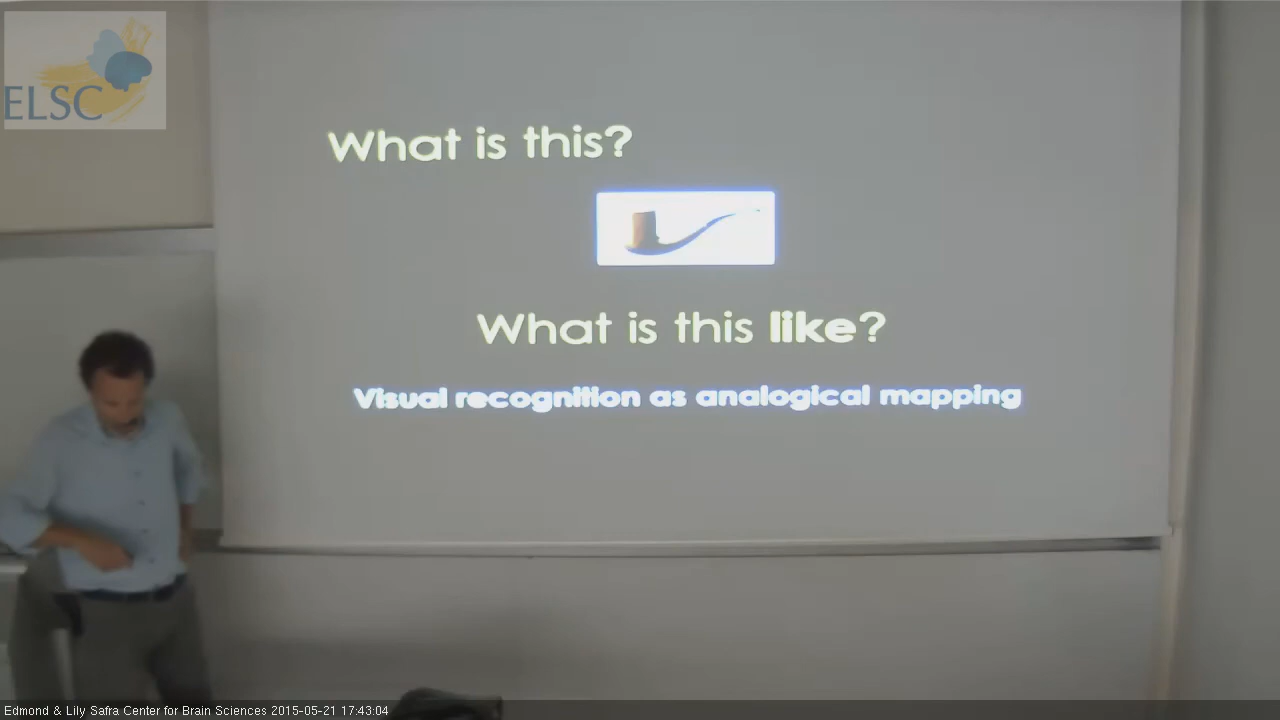 ELSC
What is this?
What is this like?
Visual recognition as analogical mapping
Edmond & Lily Safra Center for Brain Sciences 2015-05-21 17:43:04